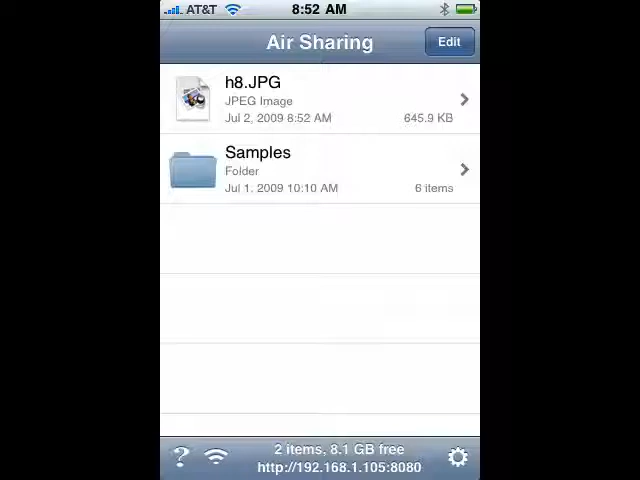 AT&T 8:52 AM
Air Sharing Edit
h8.JPG
JPEG Image
Jul 2, 2009 8:52 AM 645.9 KB
Samples
Folder
Jul 1, 2009 10:10 AM 6 items
? 2 items, 8.1 GB free
http://192.168.1.105:8080